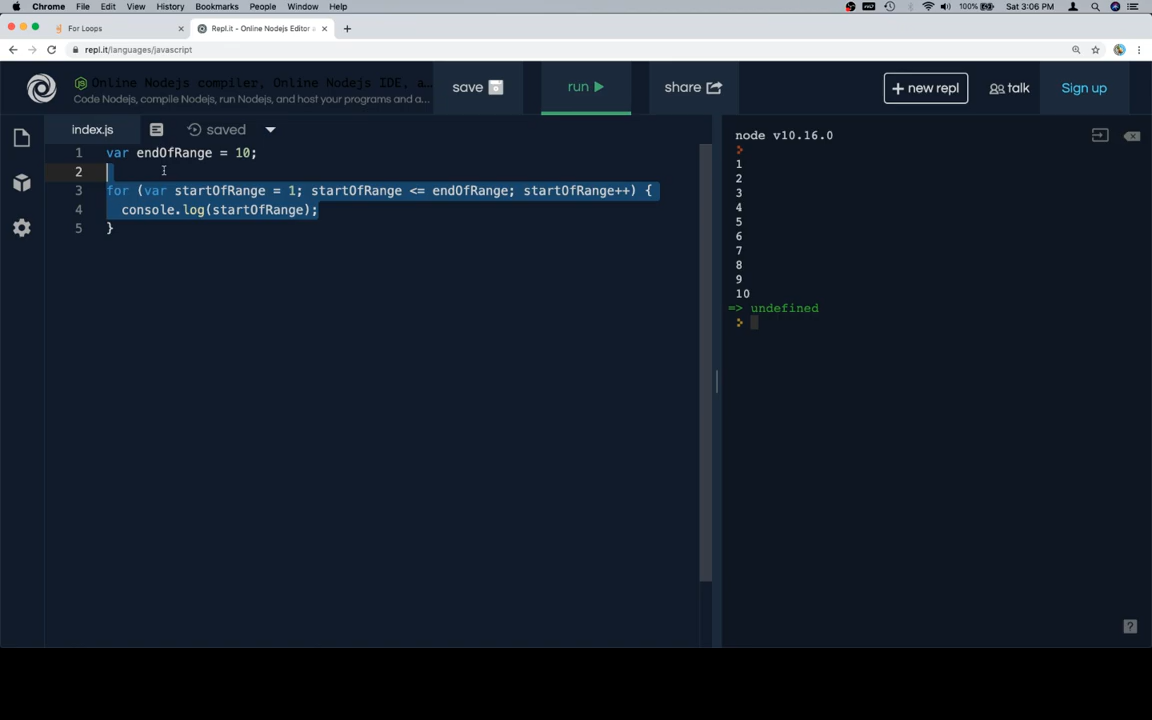 Chrome File Edit View History Bookmarks People Window Help 100% Sat 3:06 PM
For Loops
Repl.it - Online Nodejs Editor
repl.it/languages/javascript
Online Nodejs compiler, Online Nodejs IDE, a…
Code Nodejs, compile Nodejs, run Nodejs, and host your programs and a…
save
run
share
+ new repl
talk
Sign up
index.js
saved
1 var endOfRange = 10;
2
3 for (var startOfRange = 1; startOfRange <= endOfRange; startOfRange++) {
4 console.log(startOfRange);
5 }
node v10.16.0
1
2
3
4
5
6
7
8
9
10
=> undefined
?